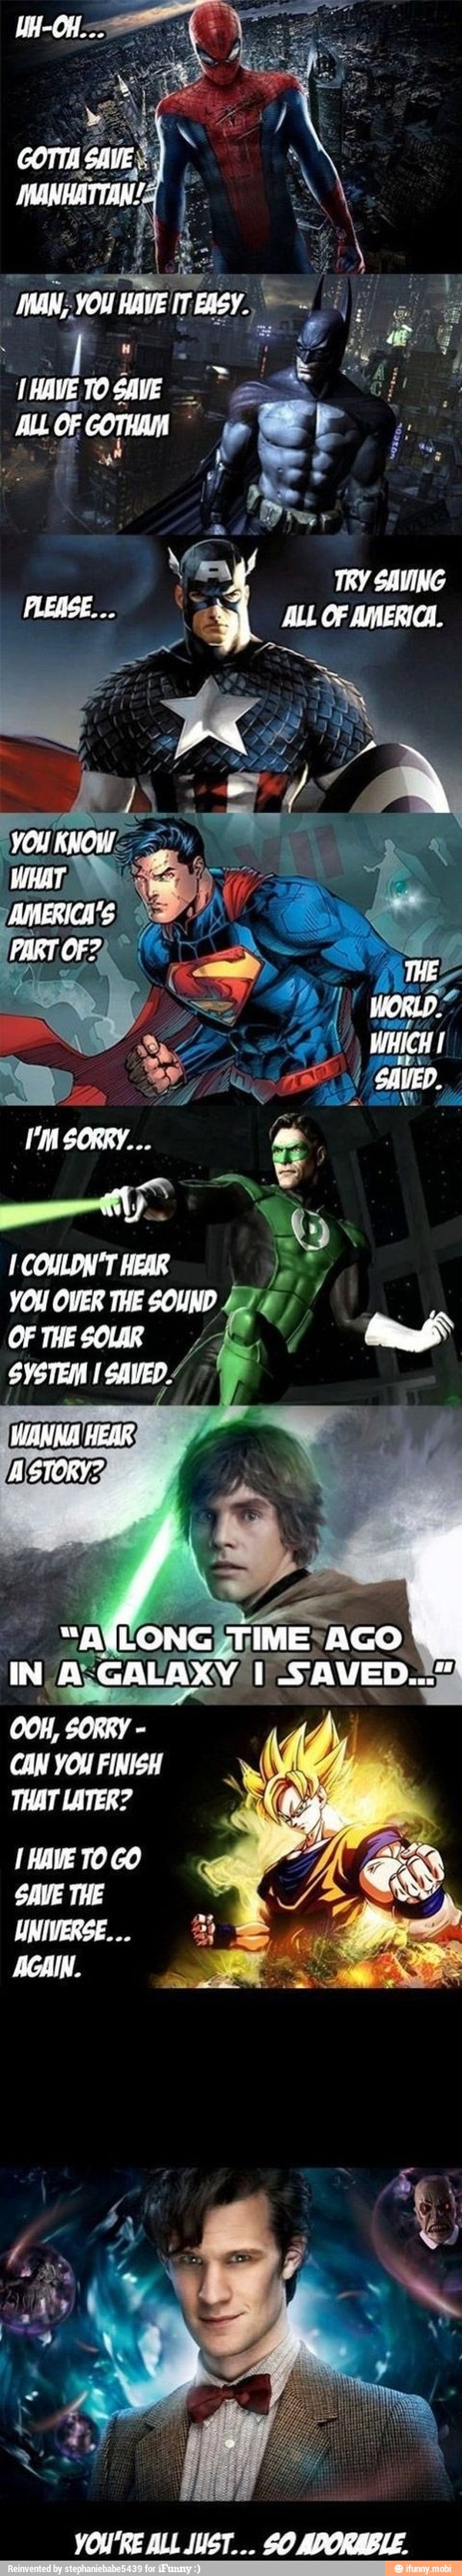 UH-OH...
GOTTA SAVE
MANHATTAN!
MAN, YOU HAVE IT EASY.
I HAVE TO SAVE
ALL OF GOTHAM
PLEASE...
TRY SAVING
ALL OF AMERICA.
YOU KNOW
WHAT
AMERICA'S
PART OF?
THE
WORLD.
WHICH I
SAVED.
I'M SORRY...
I COULDN'T HEAR
YOU OVER THE SOUND
OF THE SOLAR
SYSTEM I SAVED.
WANNA HEAR
A STORY?
"A LONG TIME AGO
IN A GALAXY I SAVED..."
OOH, SORRY -
CAN YOU FINISH
THAT LATER?
I HAVE TO GO
SAVE THE
UNIVERSE...
AGAIN.
YOU'RE ALL JUST... SO ADORABLE.
Reinvented by stephaniebabe5439 for iFunny :)
ifunny.mobi